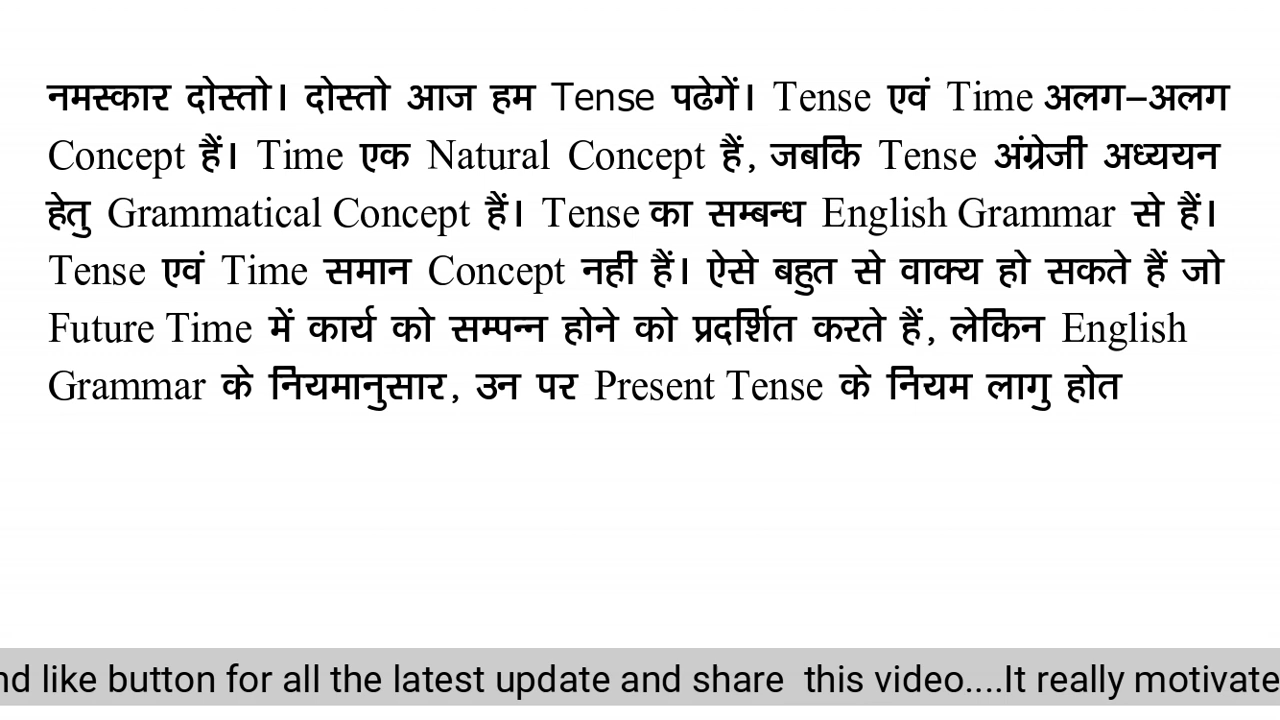 नमस्कार दोस्तो। दोस्तो आज हम Tense पढेगें। Tense एवं Time अलग–अलग
Concept हैं। Time एक Natural Concept हैं, जबकि Tense अंग्रेजी अध्ययन
हेतु Grammatical Concept हैं। Tense का सम्बन्ध English Grammar से हैं।
Tense एवं Time समान Concept नही हैं। ऐसे बहुत से वाक्य हो सकते हैं जो
Future Time में कार्य को सम्पन्न होने को प्रदर्शित करते हैं, लेकिन English
Grammar के नियमानुसार, उन पर Present Tense के नियम लागु होत
nd like button for all the latest update and share this video....It really motivate